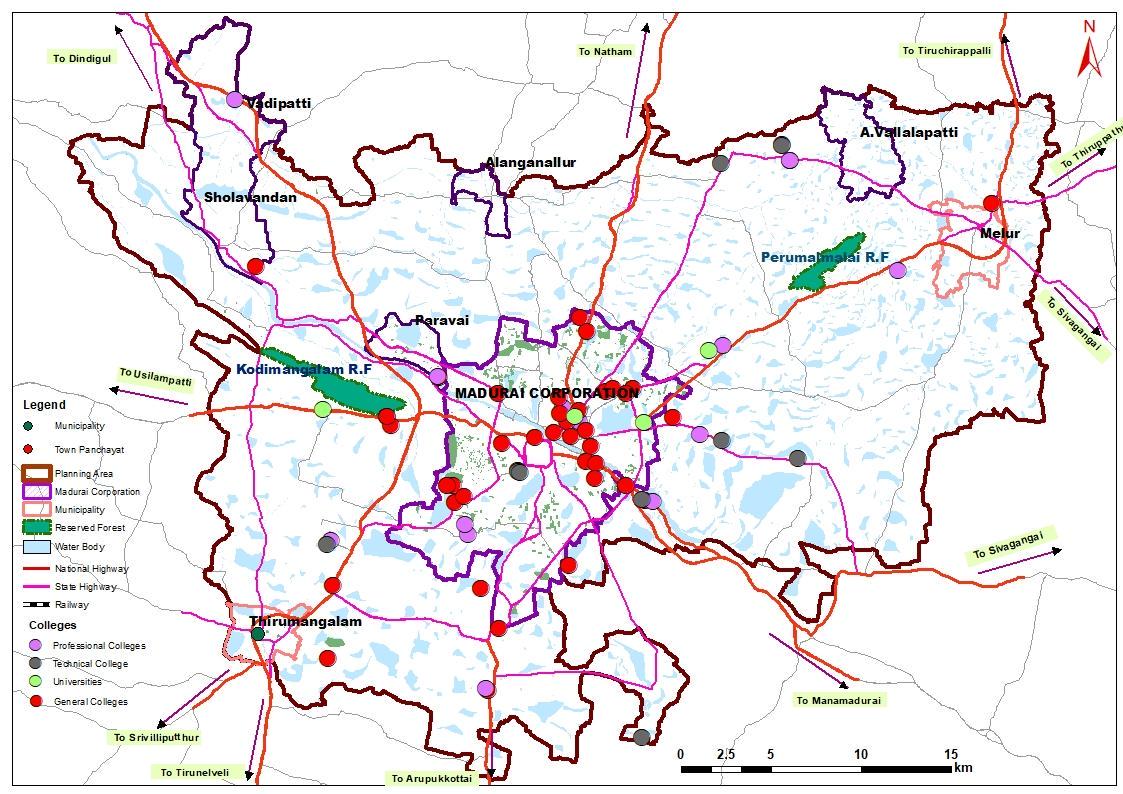 To Dindigul
To Natham
To Tiruchirappalli
N
Vadipatti
Alanganallur
A.Vallalapatti
Sholavandan
Melur
Perumalmalai R.F
To Sivagangai
Paravai
Kodimangalam R.F
To Usilampatti
MADURAI CORPORATION
Legend
Municipality
Town Panchayat
Planning Area
Madurai Corporation
Municipality
Reserved Forest
Water Body
National Highway
State Highway
Railway
Colleges
Professional Colleges
Technical College
Universities
General Colleges
To Sivagangai
Thirumangalam
To Manamadurai
To Srivilliputthur
To Tirunelveli
To Arupukkottai
0 2.5 5 10 15
km